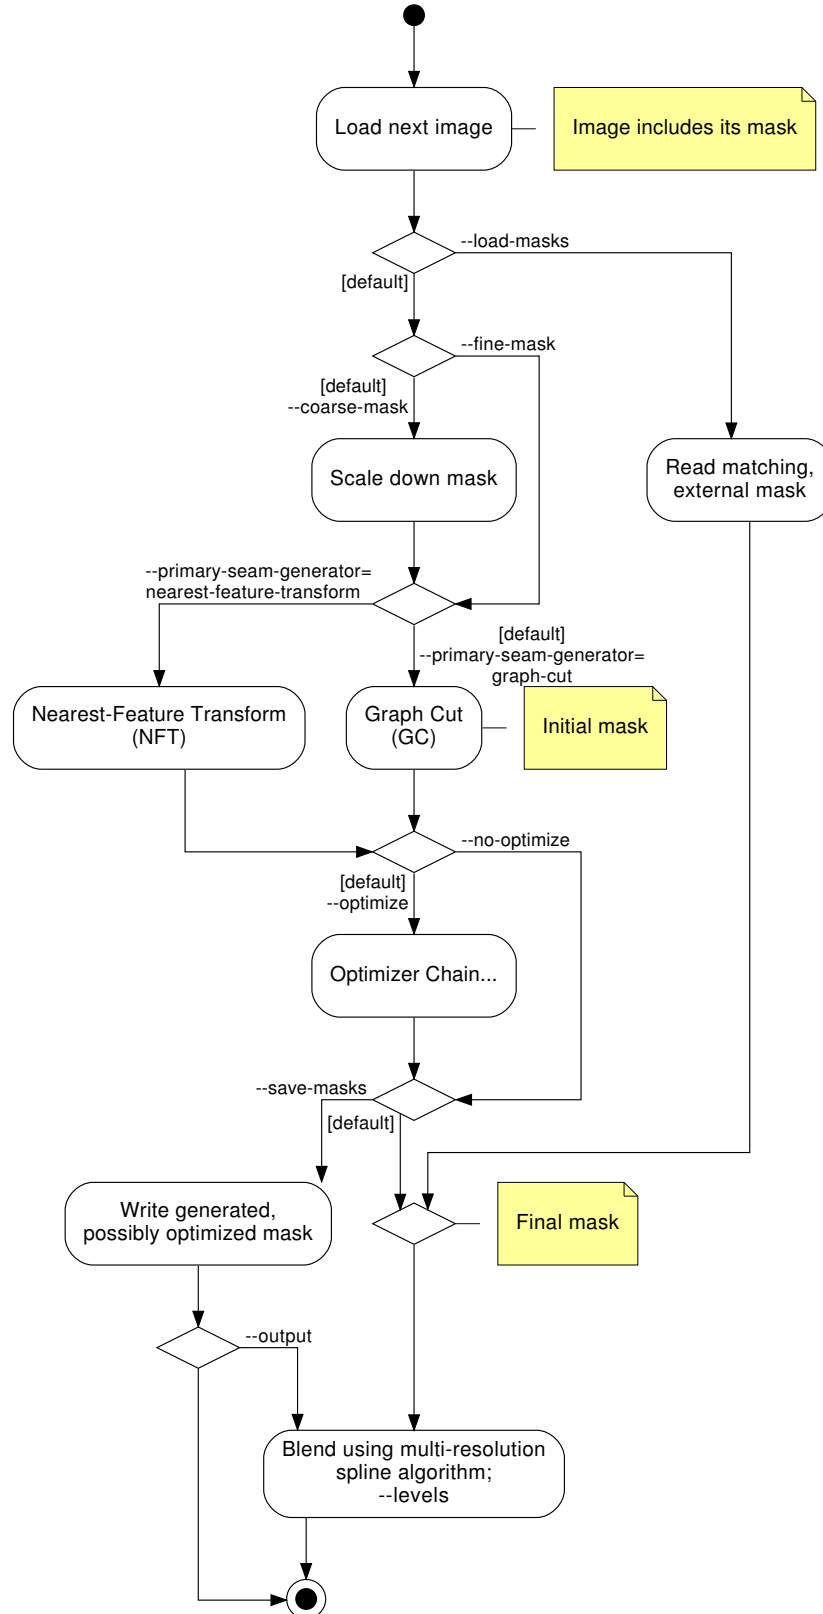 Load next image
Image includes its mask
--load-masks
[default]
--fine-mask
[default]
--coarse-mask
Scale down mask
Read matching,
external mask
--primary-seam-generator=
nearest-feature-transform
[default]
--primary-seam-generator=
graph-cut
Nearest-Feature Transform
(NFT)
Graph Cut
(GC)
Initial mask
--no-optimize
[default]
--optimize
Optimizer Chain...
--save-masks
[default]
Write generated,
possibly optimized mask
Final mask
--output
Blend using multi-resolution
spline algorithm;
--levels